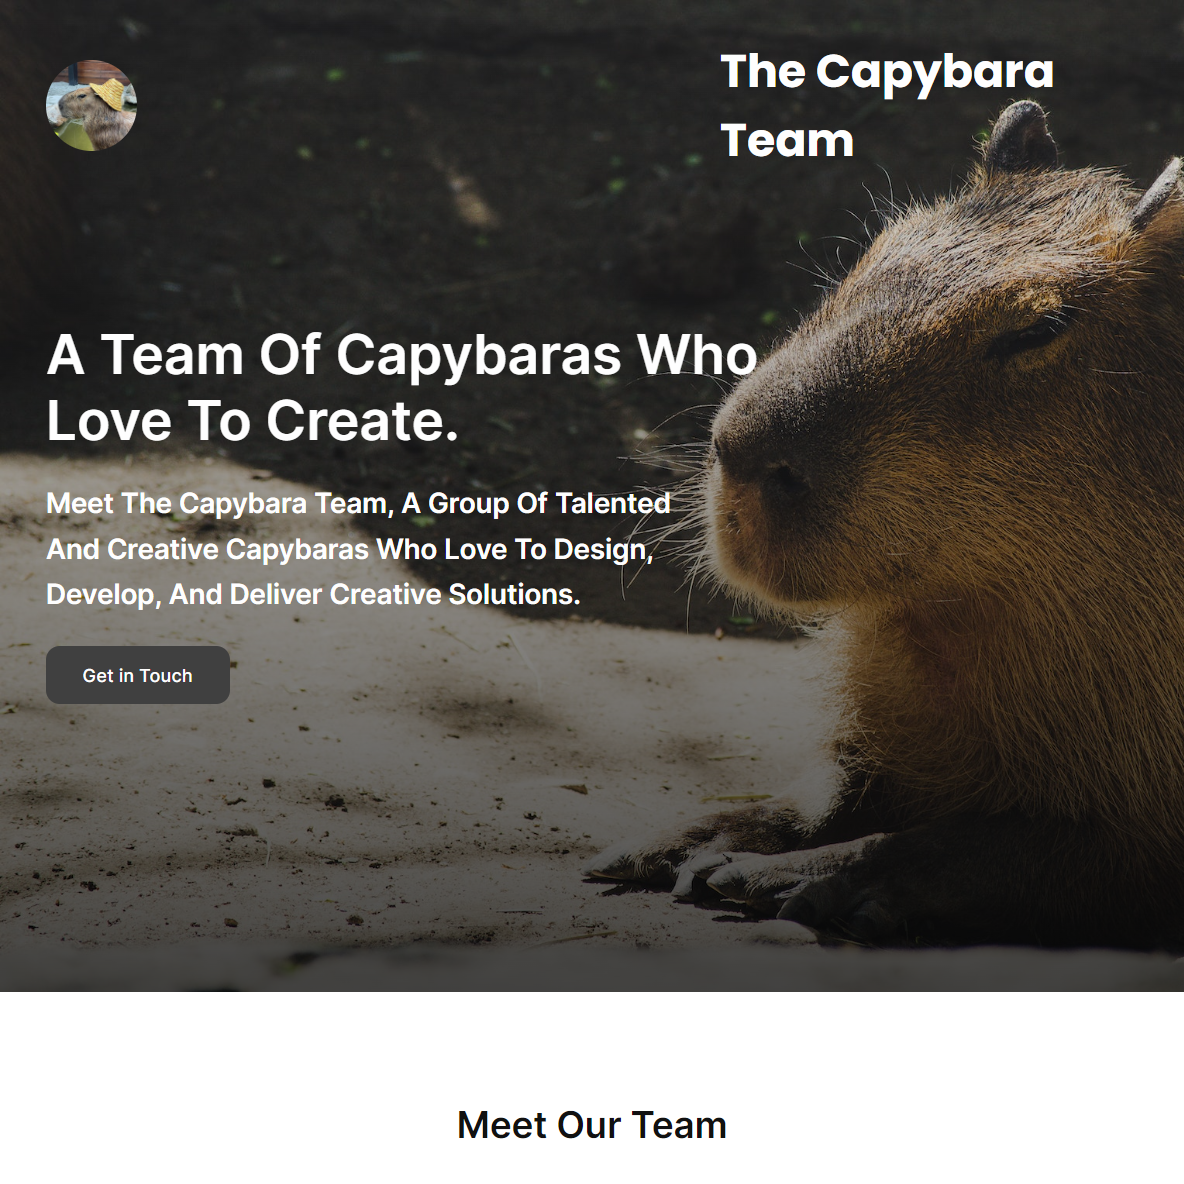 The Capybara
Team
A Team Of Capybaras Who
Love To Create.
Meet The Capybara Team, A Group Of Talented
And Creative Capybaras Who Love To Design,
Develop, And Deliver Creative Solutions.
Get in Touch
Meet Our Team